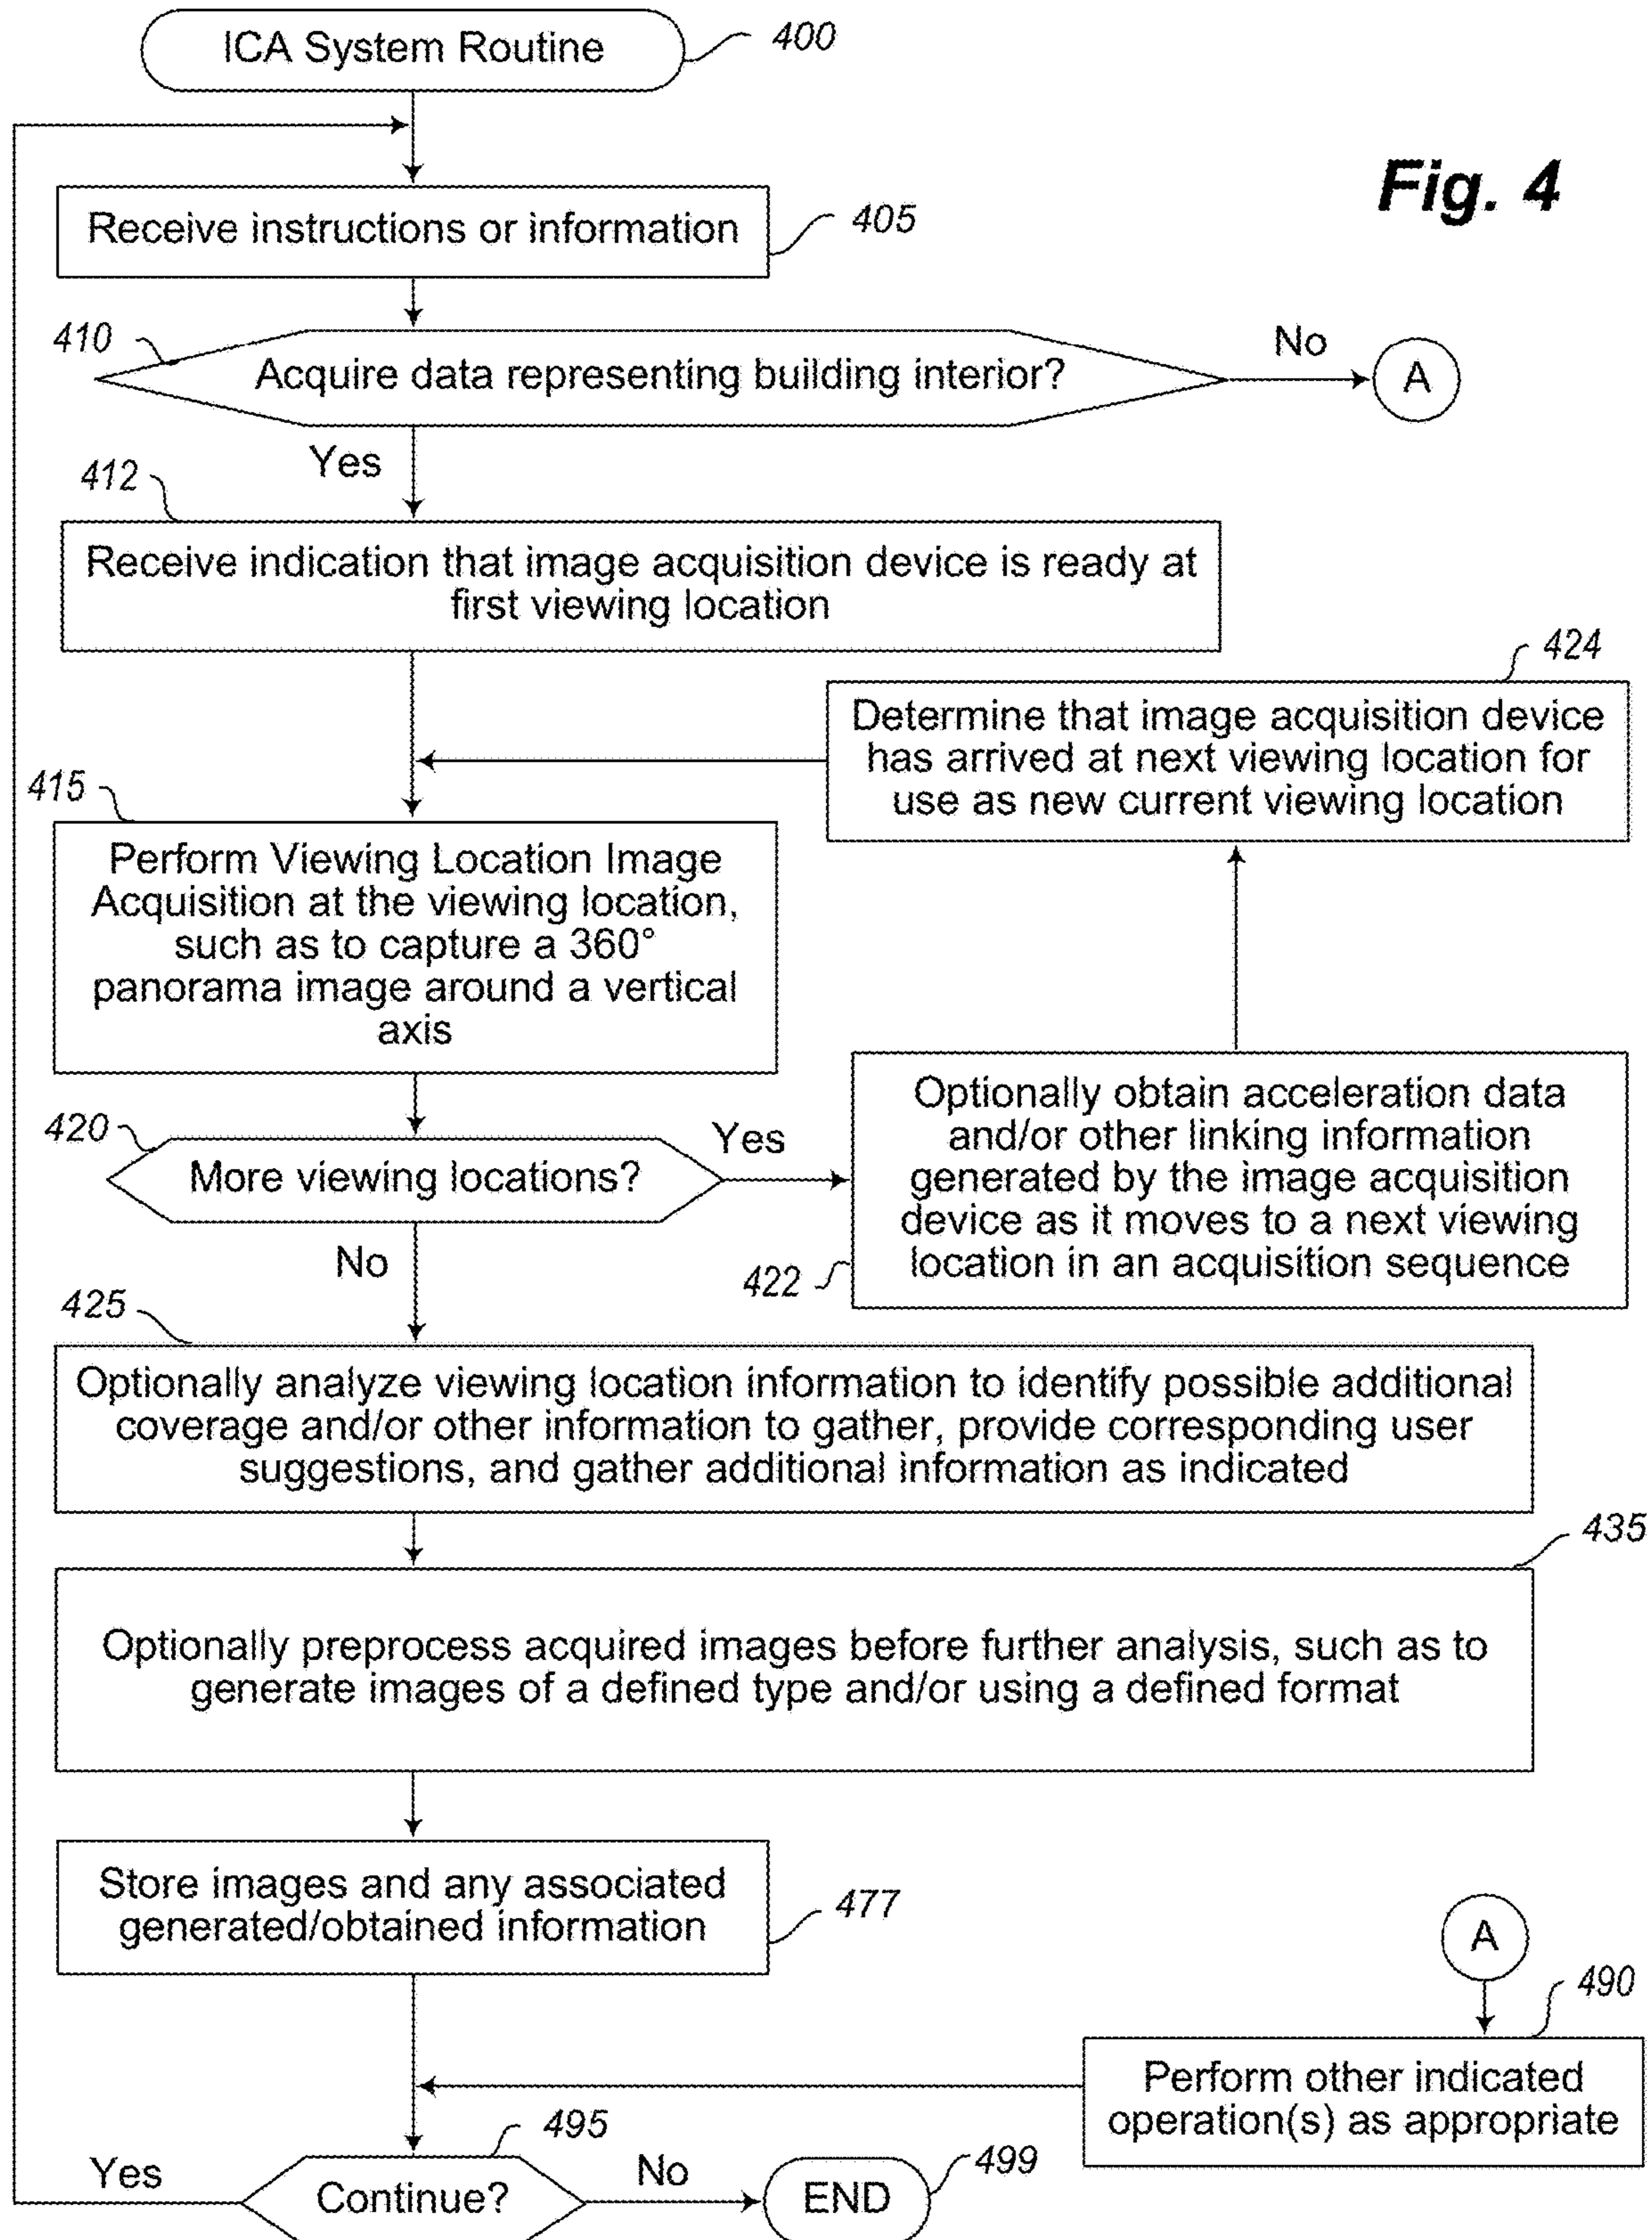 ICA System Routine
400
Fig. 4
Receive instructions or information
405
410
Acquire data representing building interior?
No
A
Yes
412
Receive indication that image acquisition device is ready at
first viewing location
424
Determine that image acquisition device
has arrived at next viewing location for
use as new current viewing location
415
Perform Viewing Location Image
Acquisition at the viewing location,
such as to capture a 360°
panorama image around a vertical
axis
420
More viewing locations?
Yes
Optionally obtain acceleration data
and/or other linking information
generated by the image acquisition
device as it moves to a next viewing
location in an acquisition sequence
422
No
425
Optionally analyze viewing location information to identify possible additional
coverage and/or other information to gather, provide corresponding user
suggestions, and gather additional information as indicated
435
Optionally preprocess acquired images before further analysis, such as to
generate images of a defined type and/or using a defined format
Store images and any associated
generated/obtained information
477
A
490
Perform other indicated
operation(s) as appropriate
495
Yes
Continue?
No
END
499